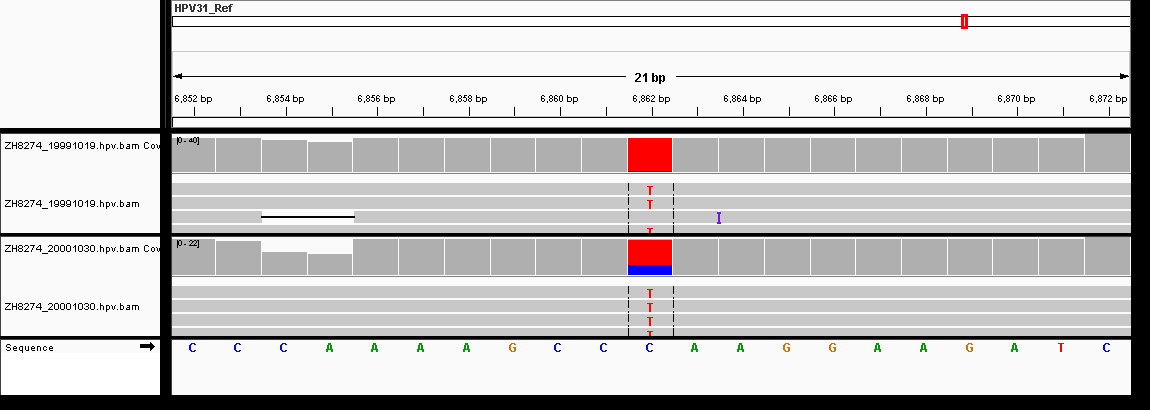 HPV31_Ref
21 bp
6,852 bp 6,854 bp 6,856 bp 6,858 bp 6,860 bp 6,862 bp 6,864 bp 6,866 bp 6,868 bp 6,870 bp 6,872 bp
ZH8274_19991019.hpv.bam Cov
[0 - 40]
T
ZH8274_19991019.hpv.bam
T
I
T
ZH8274_20001030.hpv.bam Cov
[0 - 22]
T
ZH8274_20001030.hpv.bam
T
T
T
Sequence C C C A A A A G C C C A A G G A A G A T C